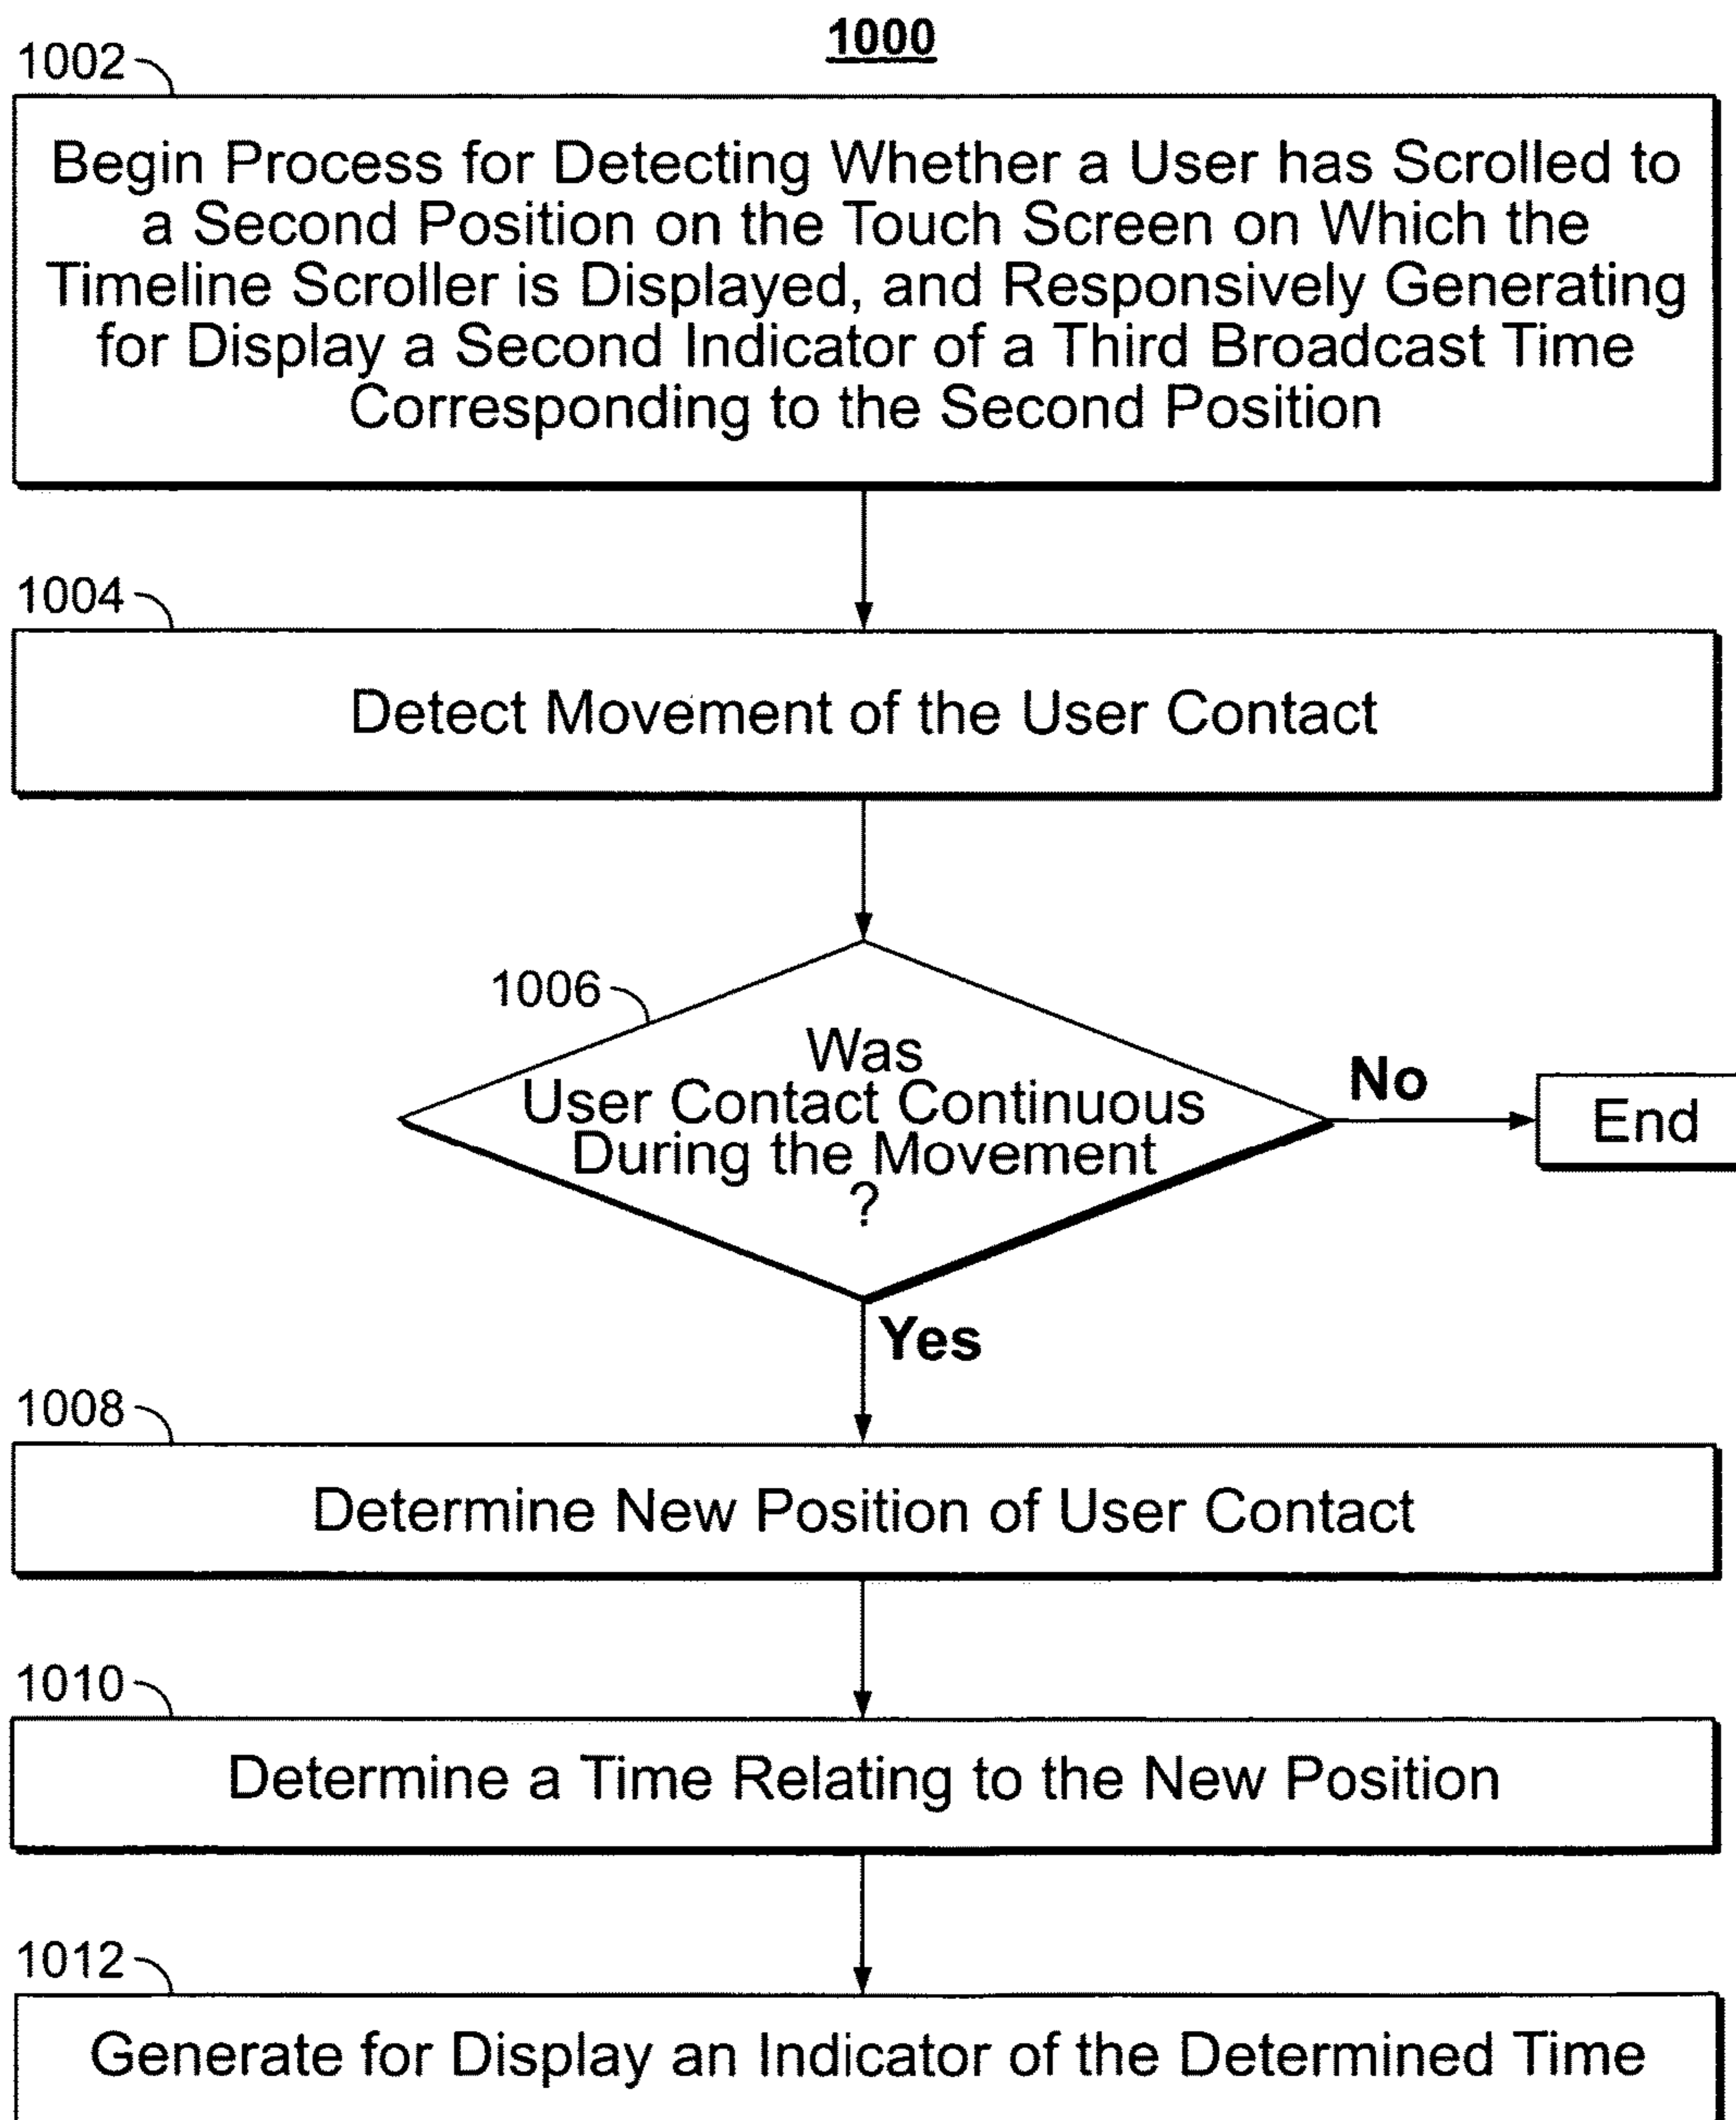 1000
1002
Begin Process for Detecting Whether a User has Scrolled to
a Second Position on the Touch Screen on Which the
Timeline Scroller is Displayed, and Responsively Generating
for Display a Second Indicator of a Third Broadcast Time
Corresponding to the Second Position
1004
Detect Movement of the User Contact
1006
Was
User Contact Continuous
During the Movement
?
No
End
Yes
1008
Determine New Position of User Contact
1010
Determine a Time Relating to the New Position
1012
Generate for Display an Indicator of the Determined Time